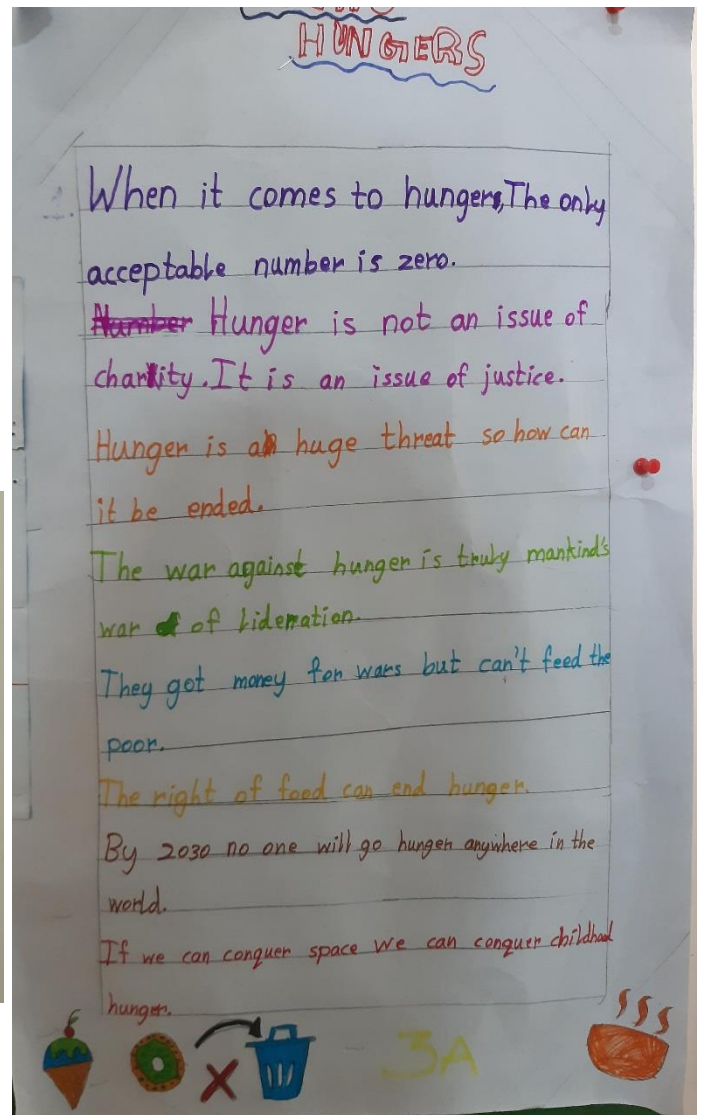 HUNGERS
1. When it comes to hungers, The only
acceptable number is zero.
Hunger is not an issue of
charity. It is an issue of justice.
Hunger is a huge threat so how can
it be ended.
The war against hunger is truly mankind's
war of lideration.
They got money for wars but can't feed the
poor.
The right of food can end hunger.
By 2030 no one will go hunger anywhere in the
world.
If we can conquer space we can conquer childhood
hunger.
3A